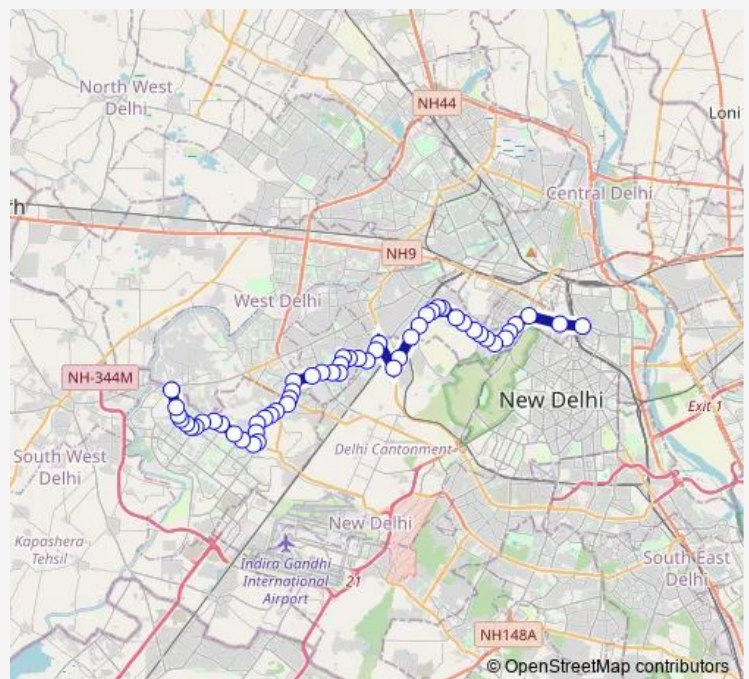 North West
Delhi
NH44
Loni
Central Delhi
th
NH9
West Delhi
NH-344M
New Delhi
Exit 1
South West
Delhi
Delhi Cantonment
New Delhi
Kapashera
Tehsil
Indira Gandhi
International
Airport
21
South East
Delhi
NH148A
© OpenStreetMap contributors